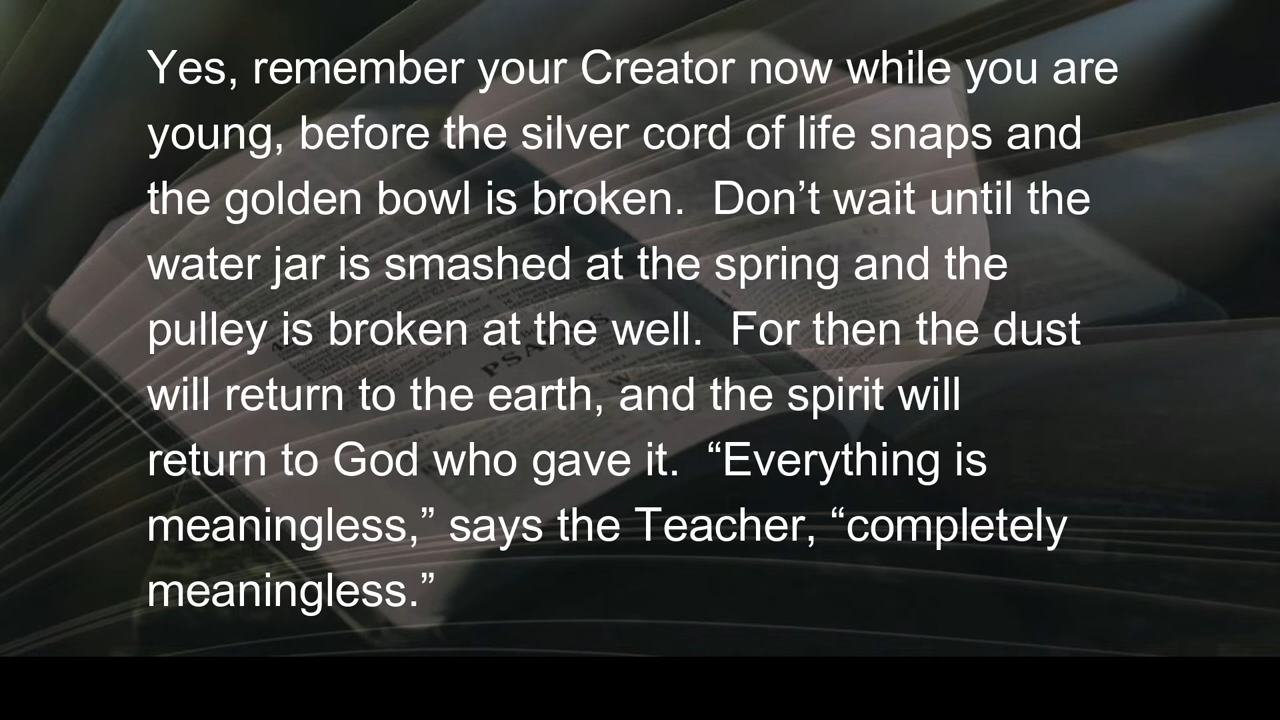 Yes, remember your Creator now while you are
young, before the silver cord of life snaps and
the golden bowl is broken.  Don’t wait until the
water jar is smashed at the spring and the
pulley is broken at the well.  For then the dust
will return to the earth, and the spirit will
return to God who gave it.  “Everything is
meaningless,” says the Teacher, “completely
meaningless.”